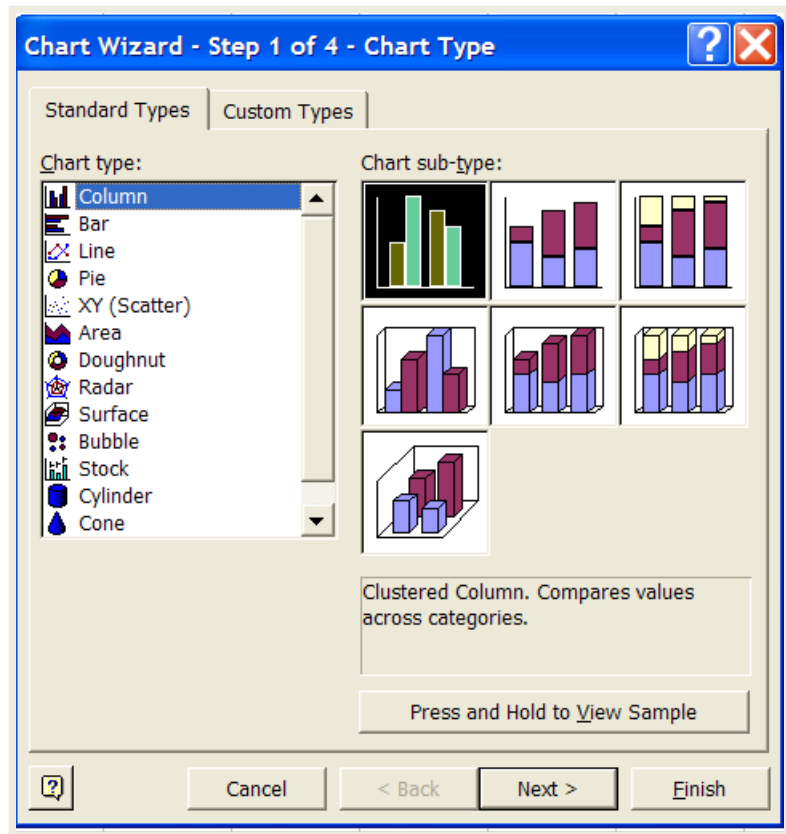 Chart Wizard - Step 1 of 4 - Chart Type
Standard Types
Custom Types
Chart type:
Column
Bar
Line
Pie
XY (Scatter)
Area
Doughnut
Radar
Surface
Bubble
Stock
Cylinder
Cone
Chart sub-type:
Clustered Column. Compares values
across categories.
Press and Hold to View Sample
Cancel
< Back
Next >
Finish